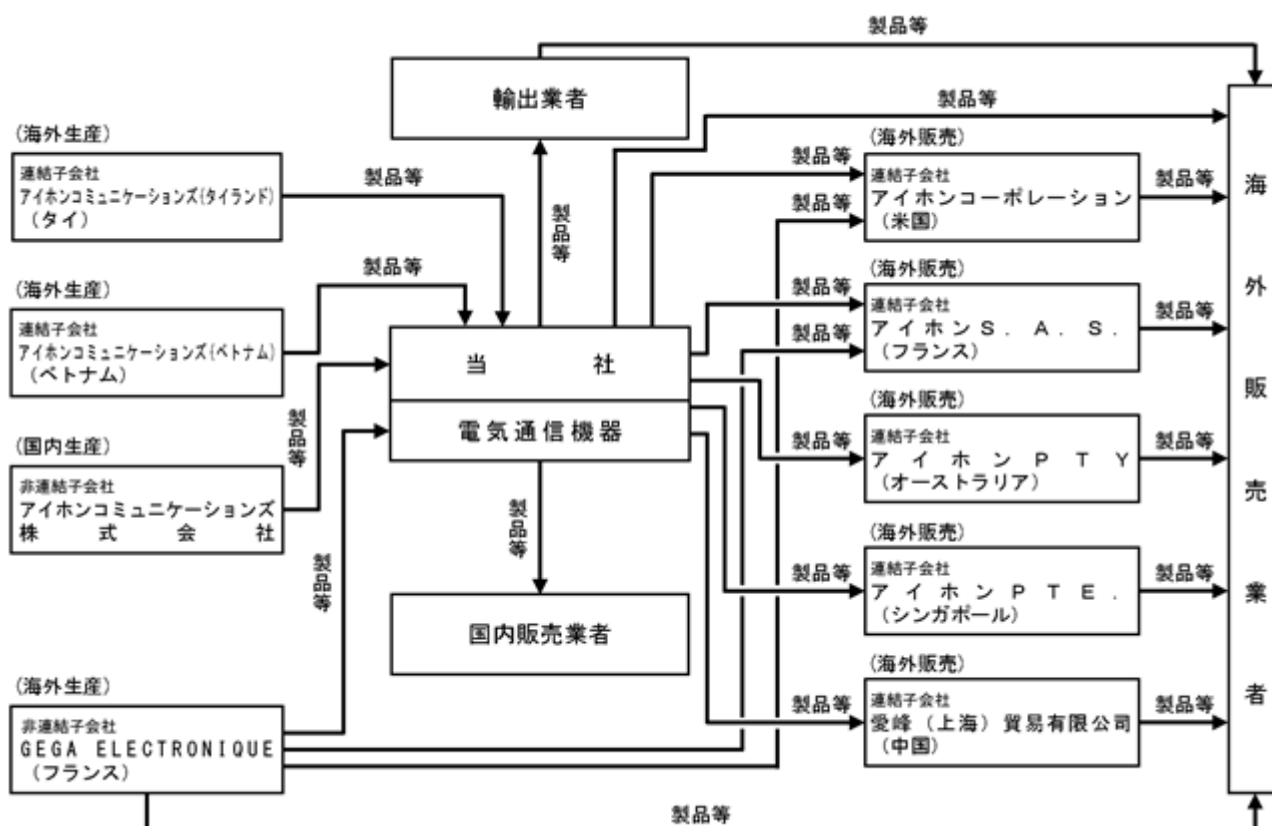 製品等
輸出業者
製品等
(海外生産)
連結子会社
アイホンコミュニケーションズ(タイランド)
(タイ)
製品等
製品等
(海外販売)
連結子会社
アイホンコーポレーション
(米国)
製品等
製品等
製品等
(海外生産)
連結子会社
アイホンコミュニケーションズ(ベトナム)
(ベトナム)
製品等
(海外販売)
連結子会社
アイホンS.A.S.
(フランス)
製品等
製品等
製品等
当社
電気通信機器
(国内生産)
非連結子会社
アイホンコミュニケーションズ
株式会社
製品等
製品等
(海外販売)
連結子会社
アイホンPTY
(オーストラリア)
製品等
製品等
製品等
国内販売業者
(海外販売)
連結子会社
アイホンPTE.
(シンガポール)
製品等
製品等
(海外生産)
非連結子会社
GEGA ELECTRONIQUE
(フランス)
製品等
(海外販売)
連結子会社
愛峰(上海)貿易有限公司
(中国)
製品等
製品等
海外販売業者
製品等